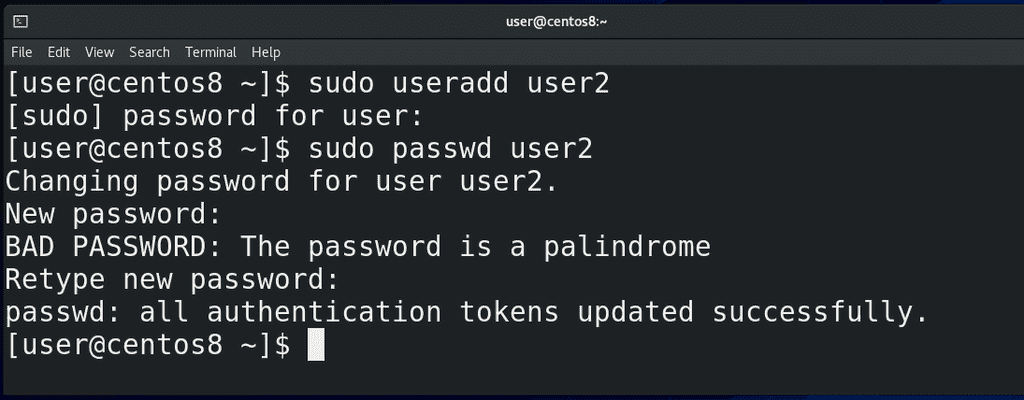 user@centos8:~
File Edit View Search Terminal Help
[user@centos8 ~]$ sudo useradd user2
[sudo] password for user:
[user@centos8 ~]$ sudo passwd user2
Changing password for user user2.
New password:
BAD PASSWORD: The password is a palindrome
Retype new password:
passwd: all authentication tokens updated successfully.
[user@centos8 ~]$